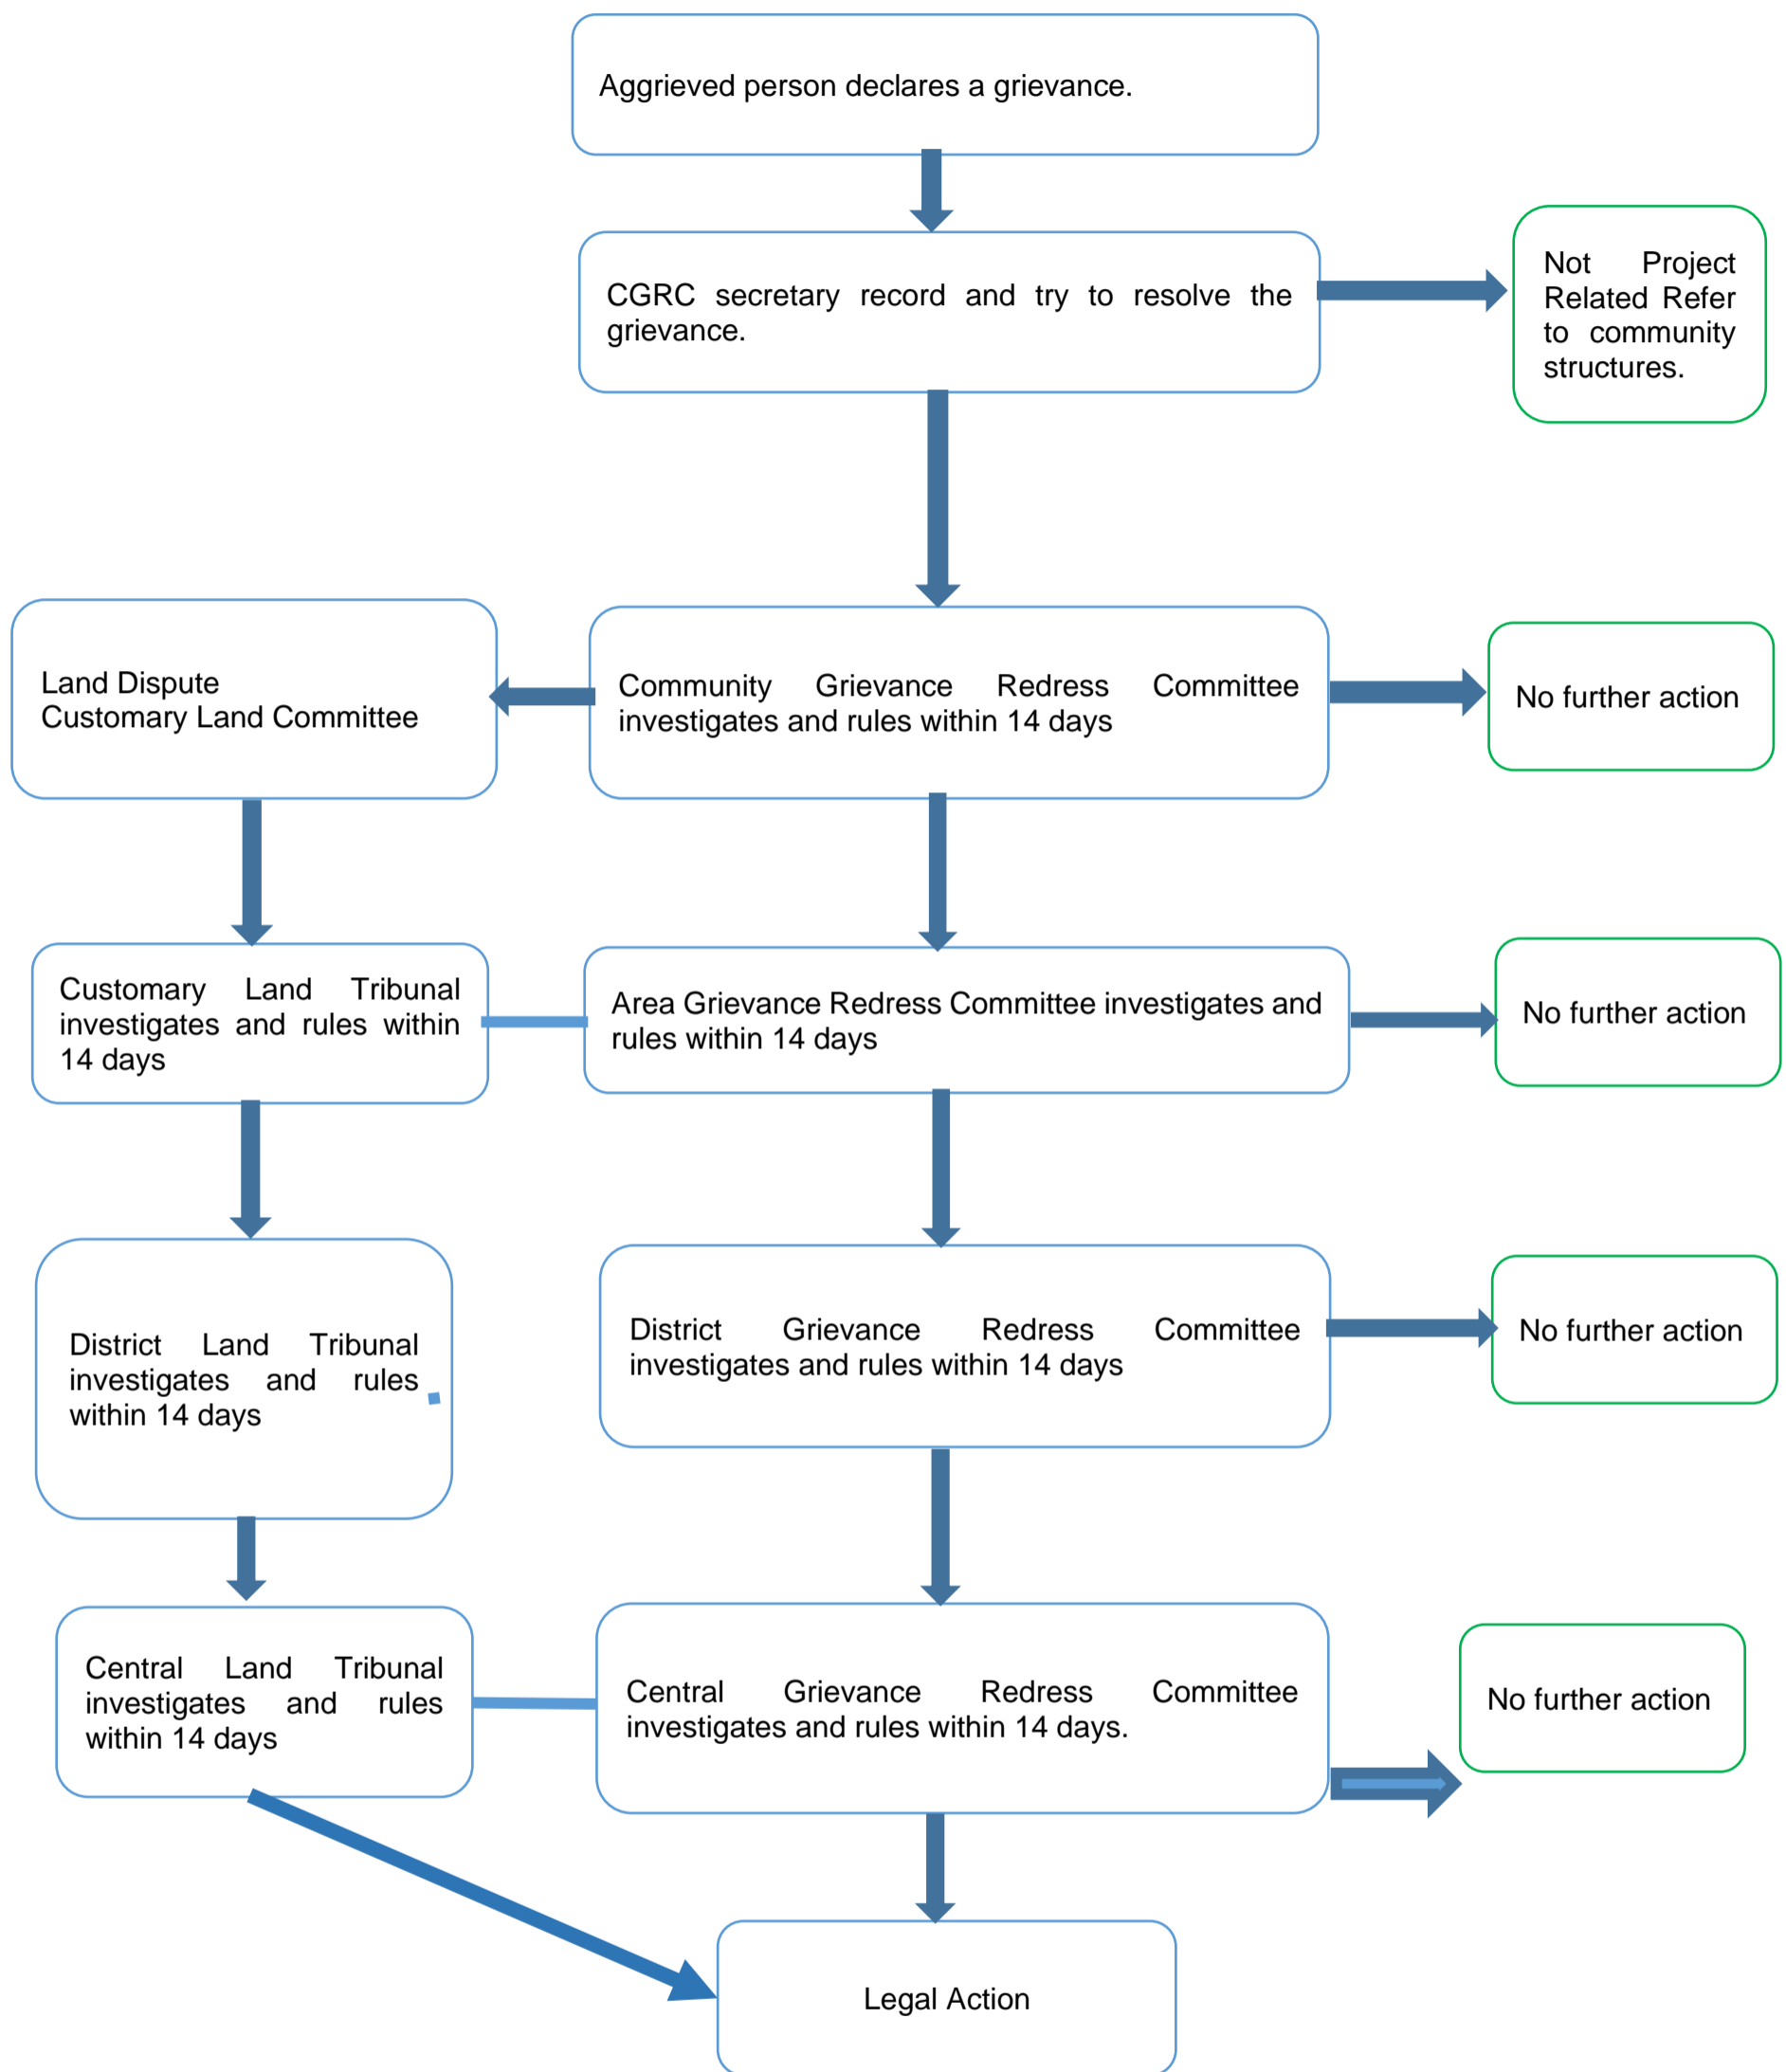 Aggrieved person declares a grievance.
CGRC secretary record and try to resolve the
grievance.
Not Project
Related Refer
to community
structures.
Land Dispute
Customary Land Committee
Community Grievance Redress Committee
investigates and rules within 14 days
No further action
Customary Land Tribunal
investigates and rules within
14 days
Area Grievance Redress Committee investigates and
rules within 14 days
No further action
District Land Tribunal
investigates and rules
within 14 days
District Grievance Redress Committee
investigates and rules within 14 days
No further action
Central Land Tribunal
investigates and rules
within 14 days
Central Grievance Redress Committee
investigates and rules within 14 days.
No further action
Legal Action